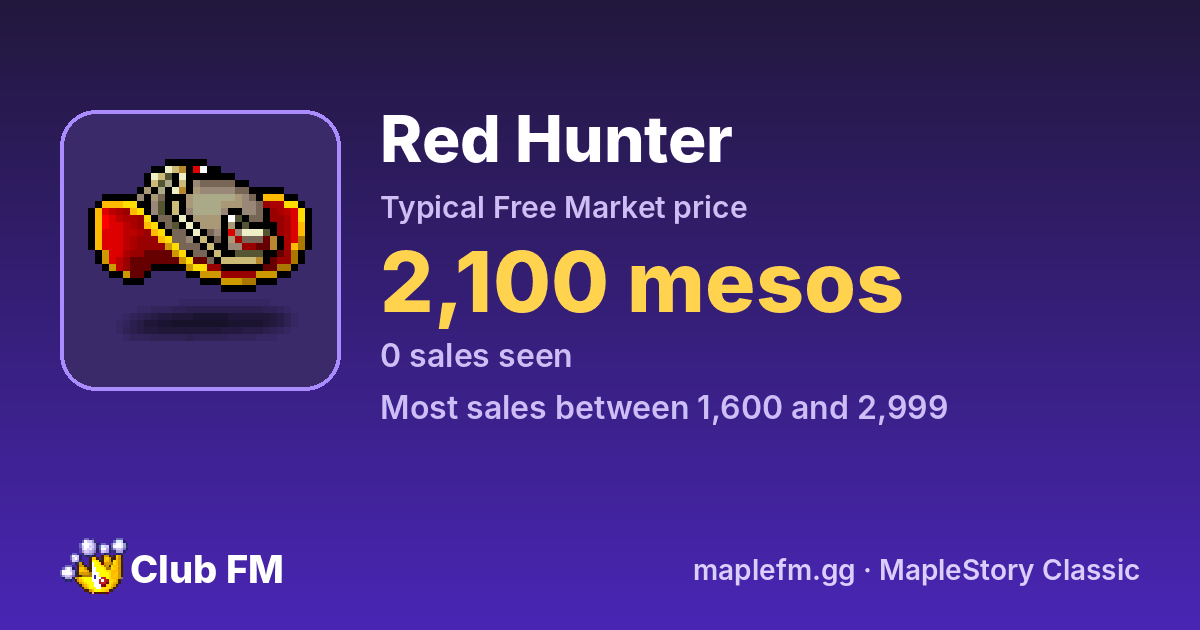 Red Hunter
Typical Free Market price
2,100 mesos
0 sales seen
Most sales between 1,600 and 2,999
Club FM
maplefm.gg · MapleStory Classic